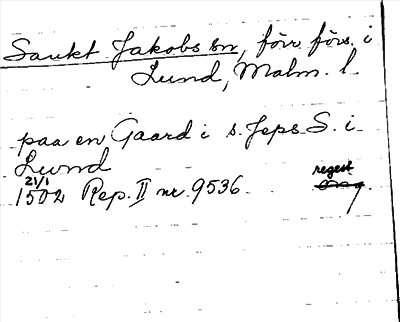 Sankt Jakobs sn, förr förs. i
Lund, Malm. l.
paa en Gaard i s. Jeps S. i
Lund
21/1
1502 Rep. II nr. 9536.
regest